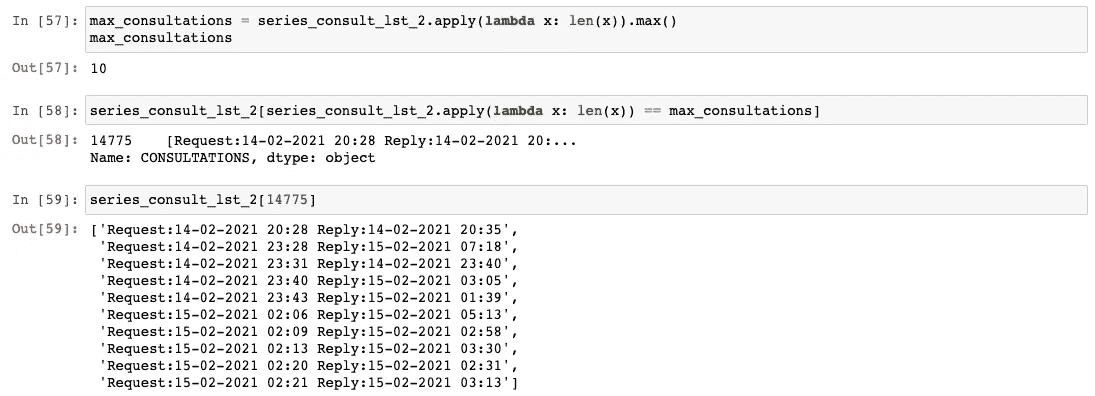 In [57]: max_consultations = series_consult_lst_2.apply(lambda x: len(x)).max()
max_consultations
Out[57]: 10
In [58]: series_consult_lst_2[series_consult_lst_2.apply(lambda x: len(x)) == max_consultations]
Out[58]: 14775    [Request:14-02-2021 20:28 Reply:14-02-2021 20:...
Name: CONSULTATIONS, dtype: object
In [59]: series_consult_lst_2[14775]
Out[59]: ['Request:14-02-2021 20:28 Reply:14-02-2021 20:35',
'Request:14-02-2021 23:28 Reply:15-02-2021 07:18',
'Request:14-02-2021 23:31 Reply:14-02-2021 23:40',
'Request:14-02-2021 23:40 Reply:15-02-2021 03:05',
'Request:14-02-2021 23:43 Reply:15-02-2021 01:39',
'Request:15-02-2021 02:06 Reply:15-02-2021 05:13',
'Request:15-02-2021 02:09 Reply:15-02-2021 02:58',
'Request:15-02-2021 02:13 Reply:15-02-2021 03:30',
'Request:15-02-2021 02:20 Reply:15-02-2021 02:31',
'Request:15-02-2021 02:21 Reply:15-02-2021 03:13']